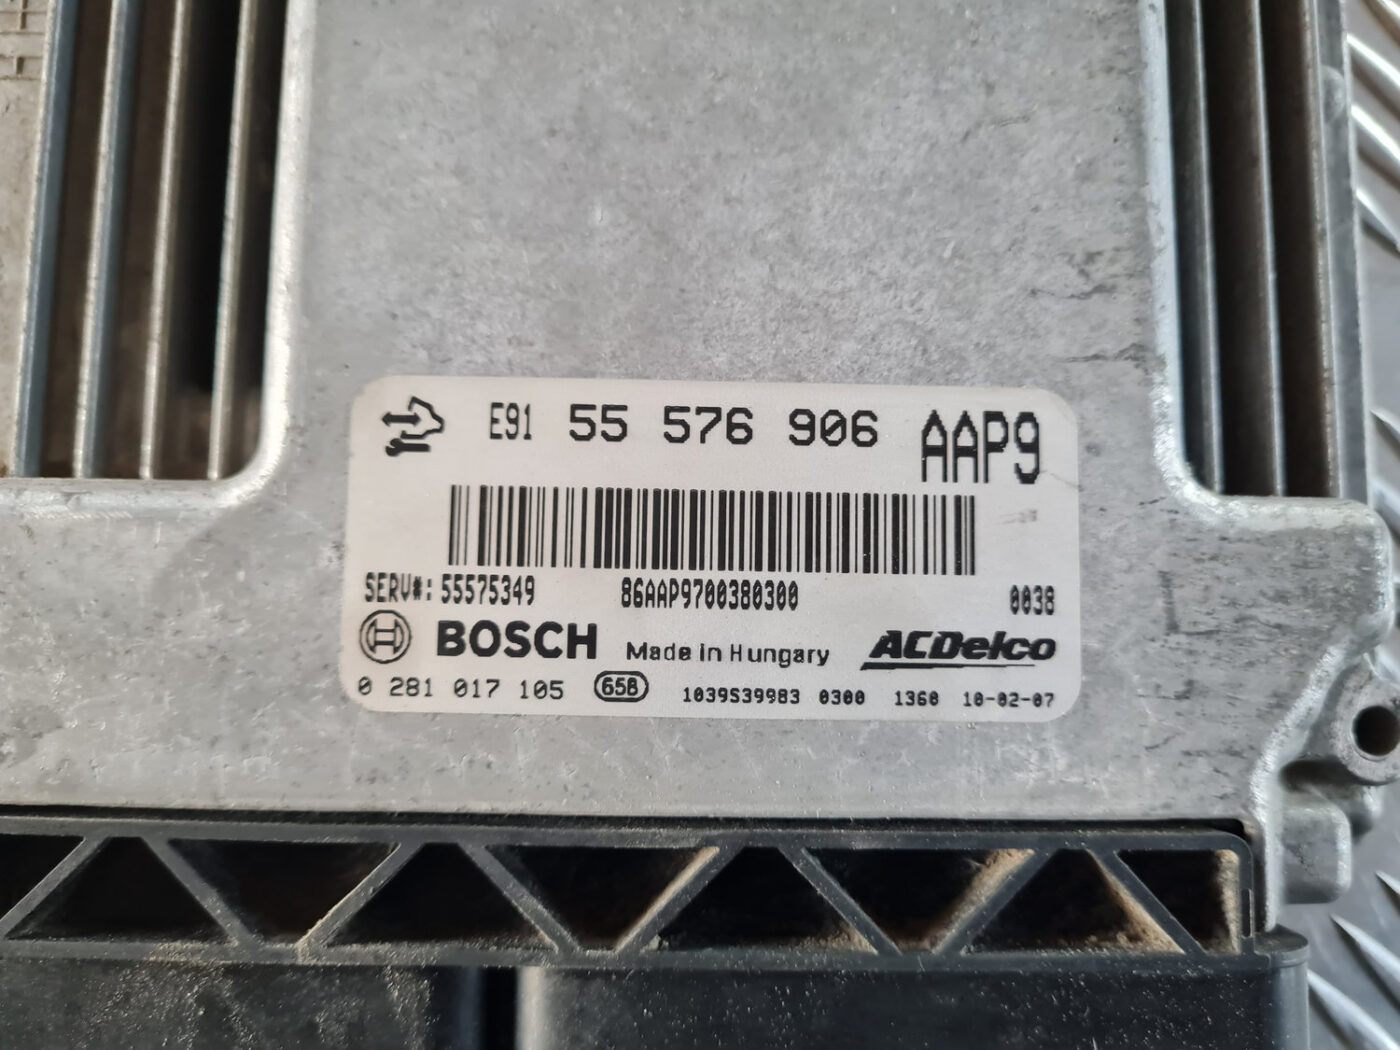 E91 55 576 906 AAP9
SERV#: 55575349 86AAP9700380300 0038
BOSCH Made in Hungary ACDelco
0 281 017 105 65B 1039S39983 0300 1360 10-02-07